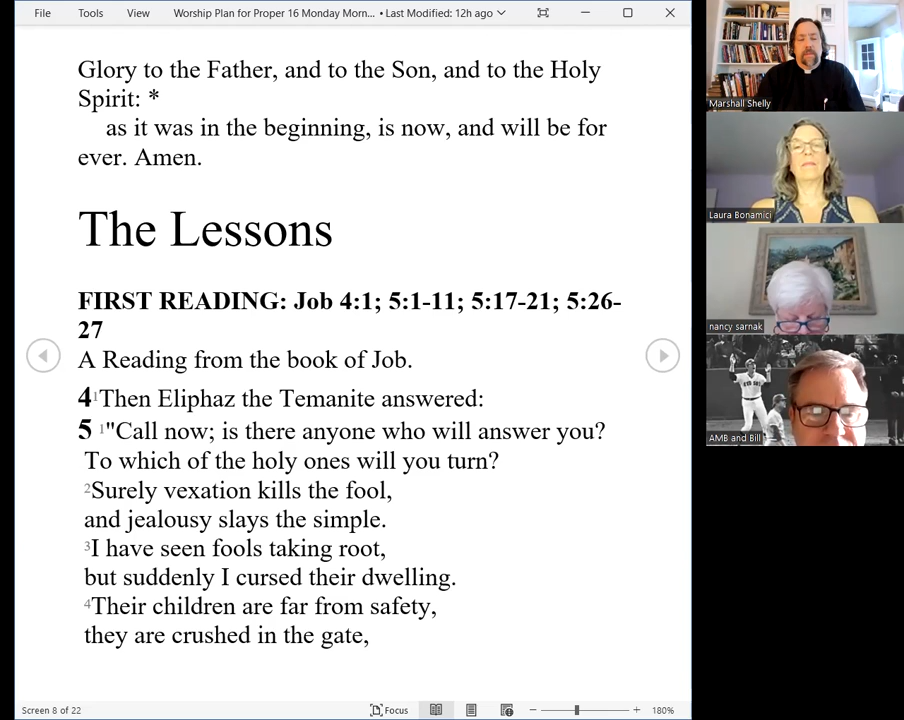 File Tools View Worship Plan for Proper 16 Monday Morn... • Last Modified: 12h ago
Glory to the Father, and to the Son, and to the Holy
Spirit: *
as it was in the beginning, is now, and will be for
ever. Amen.
The Lessons
FIRST READING: Job 4:1; 5:1-11; 5:17-21; 5:26-
27
A Reading from the book of Job.
4 1Then Eliphaz the Temanite answered:
5 1"Call now; is there anyone who will answer you?
To which of the holy ones will you turn?
2Surely vexation kills the fool,
and jealousy slays the simple.
3I have seen fools taking root,
but suddenly I cursed their dwelling.
4Their children are far from safety,
they are crushed in the gate,
Screen 8 of 22 Focus 180%
Marshall Shelly
Laura Bonamici
nancy sarnak
RED SOX
AMB and Bill